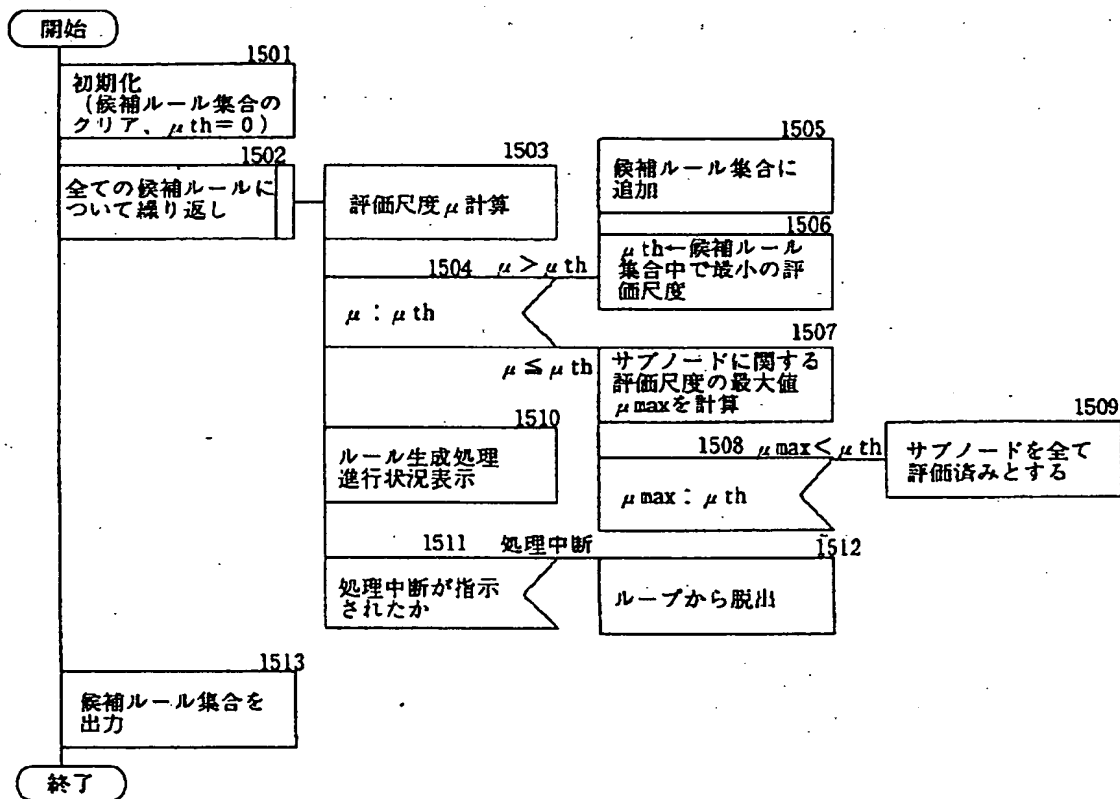 開始
1501
初期化
（候補ルール集合の
クリア、μth＝0）
1502
全ての候補ルールに
ついて繰り返し
1503
評価尺度μ計算
1504
μ＞μth
μ：μth
1505
候補ルール集合に
追加
1506
μth←候補ルール
集合中で最小の評
価尺度
μ≦μth
1507
サブノードに関する
評価尺度の最大値
μmaxを計算
1508
μmax＜μth
μmax：μth
1509
サブノードを全て
評価済みとする
1510
ルール生成処理
進行状況表示
1511
処理中断
処理中断が指示
されたか
1512
ループから脱出
1513
候補ルール集合を
出力
終了